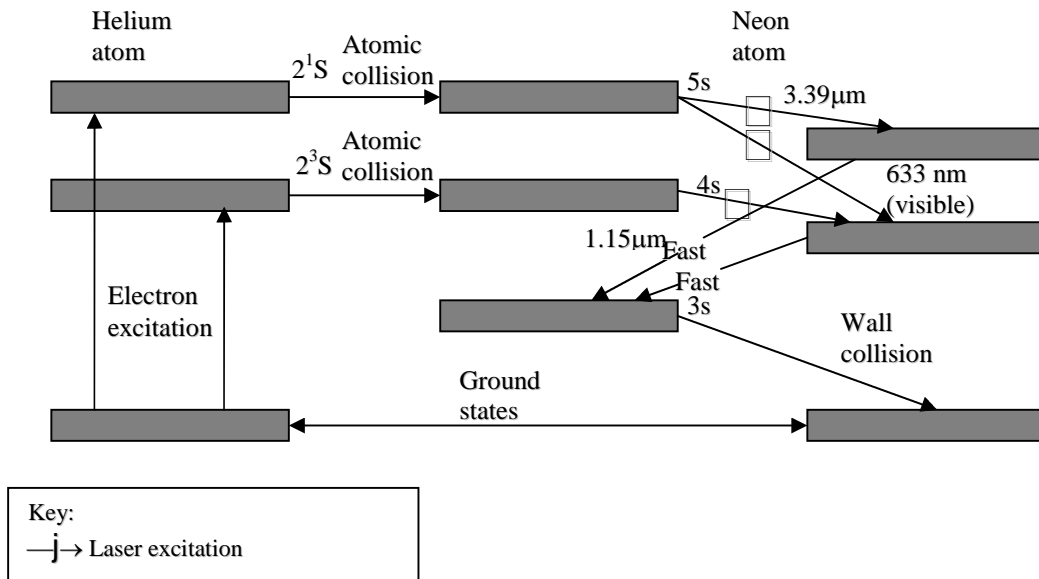 Helium
atom
Neon
atom
2¹S
Atomic
collision
5s
3.39μm
2³S
Atomic
collision
4s
633 nm
(visible)
1.15μm
Fast
Fast
Electron
excitation
3s
Wall
collision
Ground
states
Key:
—j→ Laser excitation